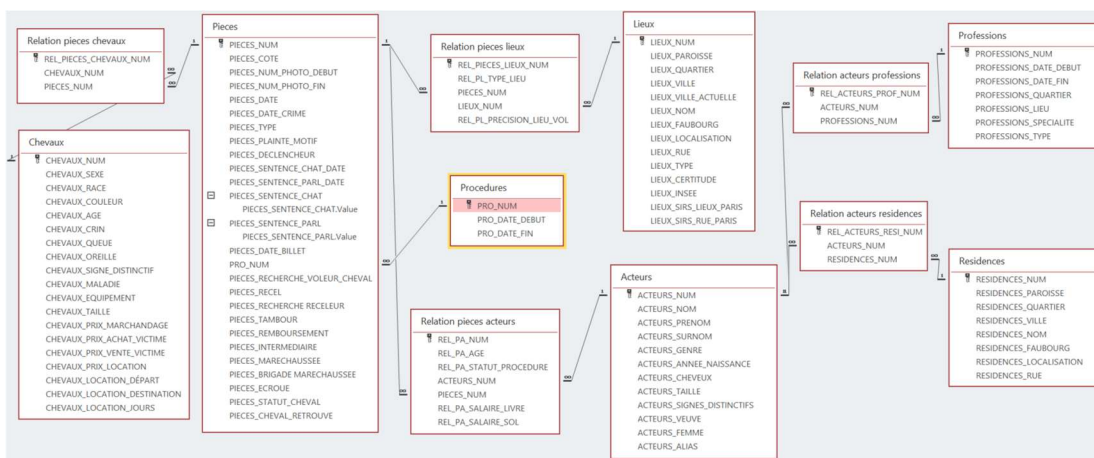 Relation pieces chevaux
REL_PIECES_CHEVAUX_NUM
CHEVAUX_NUM
PIECES_NUM
Chevaux
CHEVAUX_NUM
CHEVAUX_SEXE
CHEVAUX_RACE
CHEVAUX_COULEUR
CHEVAUX_AGE
CHEVAUX_CRIN
CHEVAUX_QUEUE
CHEVAUX_OREILLE
CHEVAUX_SIGNE_DISTINCTIF
CHEVAUX_MALADIE
CHEVAUX_EQUIPEMENT
CHEVAUX_TAILLE
CHEVAUX_PRIX_MARCHANDAGE
CHEVAUX_PRIX_ACHAT_VICTIME
CHEVAUX_PRIX_VENTE_VICTIME
CHEVAUX_PRIX_LOCATION
CHEVAUX_LOCATION_DÉPART
CHEVAUX_LOCATION_DESTINATION
CHEVAUX_LOCATION_JOURS
Pieces
PIECES_NUM
PIECES_COTE
PIECES_NUM_PHOTO_DEBUT
PIECES_NUM_PHOTO_FIN
PIECES_DATE
PIECES_DATE_CRIME
PIECES_TYPE
PIECES_PLAINTE_MOTIF
PIECES_DECLENCHEUR
PIECES_SENTENCE_CHAT_DATE
PIECES_SENTENCE_PARL_DATE
PIECES_SENTENCE_CHAT
PIECES_SENTENCE_CHAT.Value
PIECES_SENTENCE_PARL
PIECES_SENTENCE_PARL.Value
PIECES_DATE_BILLET
PRO_NUM
PIECES_RECHERCHE_VOLEUR_CHEVAL
PIECES_RECEL
PIECES_RECHERCHE RECELEUR
PIECES_TAMBOUR
PIECES_REMBOURSEMENT
PIECES_INTERMEDIAIRE
PIECES_MARECHAUSSEE
PIECES_BRIGADE MARECHAUSSEE
PIECES_ECROUE
PIECES_STATUT_CHEVAL
PIECES_CHEVAL_RETROUVE
Relation pieces lieux
REL_PIECES_LIEUX_NUM
REL_PL_TYPE_LIEU
PIECES_NUM
LIEUX_NUM
REL_PL_PRECISION_LIEU_VOL
Procedures
PRO_NUM
PRO_DATE_DEBUT
PRO_DATE_FIN
Relation pieces acteurs
REL_PA_NUM
REL_PA_AGE
REL_PA_STATUT_PROCEDURE
ACTEURS_NUM
PIECES_NUM
REL_PA_SALAIRE_LIVRE
REL_PA_SALAIRE_SOL
Lieux
LIEUX_NUM
LIEUX_PAROISSE
LIEUX_QUARTIER
LIEUX_VILLE
LIEUX_VILLE_ACTUELLE
LIEUX_NOM
LIEUX_FAUBOURG
LIEUX_LOCALISATION
LIEUX_RUE
LIEUX_TYPE
LIEUX_CERTITUDE
LIEUX_INSEE
LIEUX_SIRS_LIEUX_PARIS
LIEUX_SIRS_RUE_PARIS
Acteurs
ACTEURS_NUM
ACTEURS_NOM
ACTEURS_PRENOM
ACTEURS_SURNOM
ACTEURS_GENRE
ACTEURS_ANNEE_NAISSANCE
ACTEURS_CHEVEUX
ACTEURS_TAILLE
ACTEURS_SIGNES_DISTINCTIFS
ACTEURS_VEUVE
ACTEURS_FEMME
ACTEURS_ALIAS
Relation acteurs professions
REL_ACTEURS_PROF_NUM
ACTEURS_NUM
PROFESSIONS_NUM
Relation acteurs residences
REL_ACTEURS_RESI_NUM
ACTEURS_NUM
RESIDENCES_NUM
Professions
PROFESSIONS_NUM
PROFESSIONS_DATE_DEBUT
PROFESSIONS_DATE_FIN
PROFESSIONS_QUARTIER
PROFESSIONS_LIEU
PROFESSIONS_SPECIALITE
PROFESSIONS_TYPE
Residences
RESIDENCES_NUM
RESIDENCES_PAROISSE
RESIDENCES_QUARTIER
RESIDENCES_VILLE
RESIDENCES_NOM
RESIDENCES_FAUBOURG
RESIDENCES_LOCALISATION
RESIDENCES_RUE